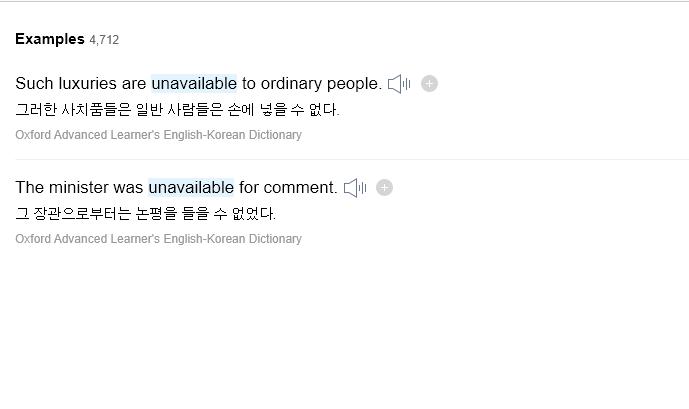 Examples 4,712
Such luxuries are unavailable to ordinary people.
그러한 사치품들은 일반 사람들은 손에 넣을 수 없다.
Oxford Advanced Learner's English-Korean Dictionary
The minister was unavailable for comment.
그 장관으로부터는 논평을 들을 수 없었다.
Oxford Advanced Learner's English-Korean Dictionary